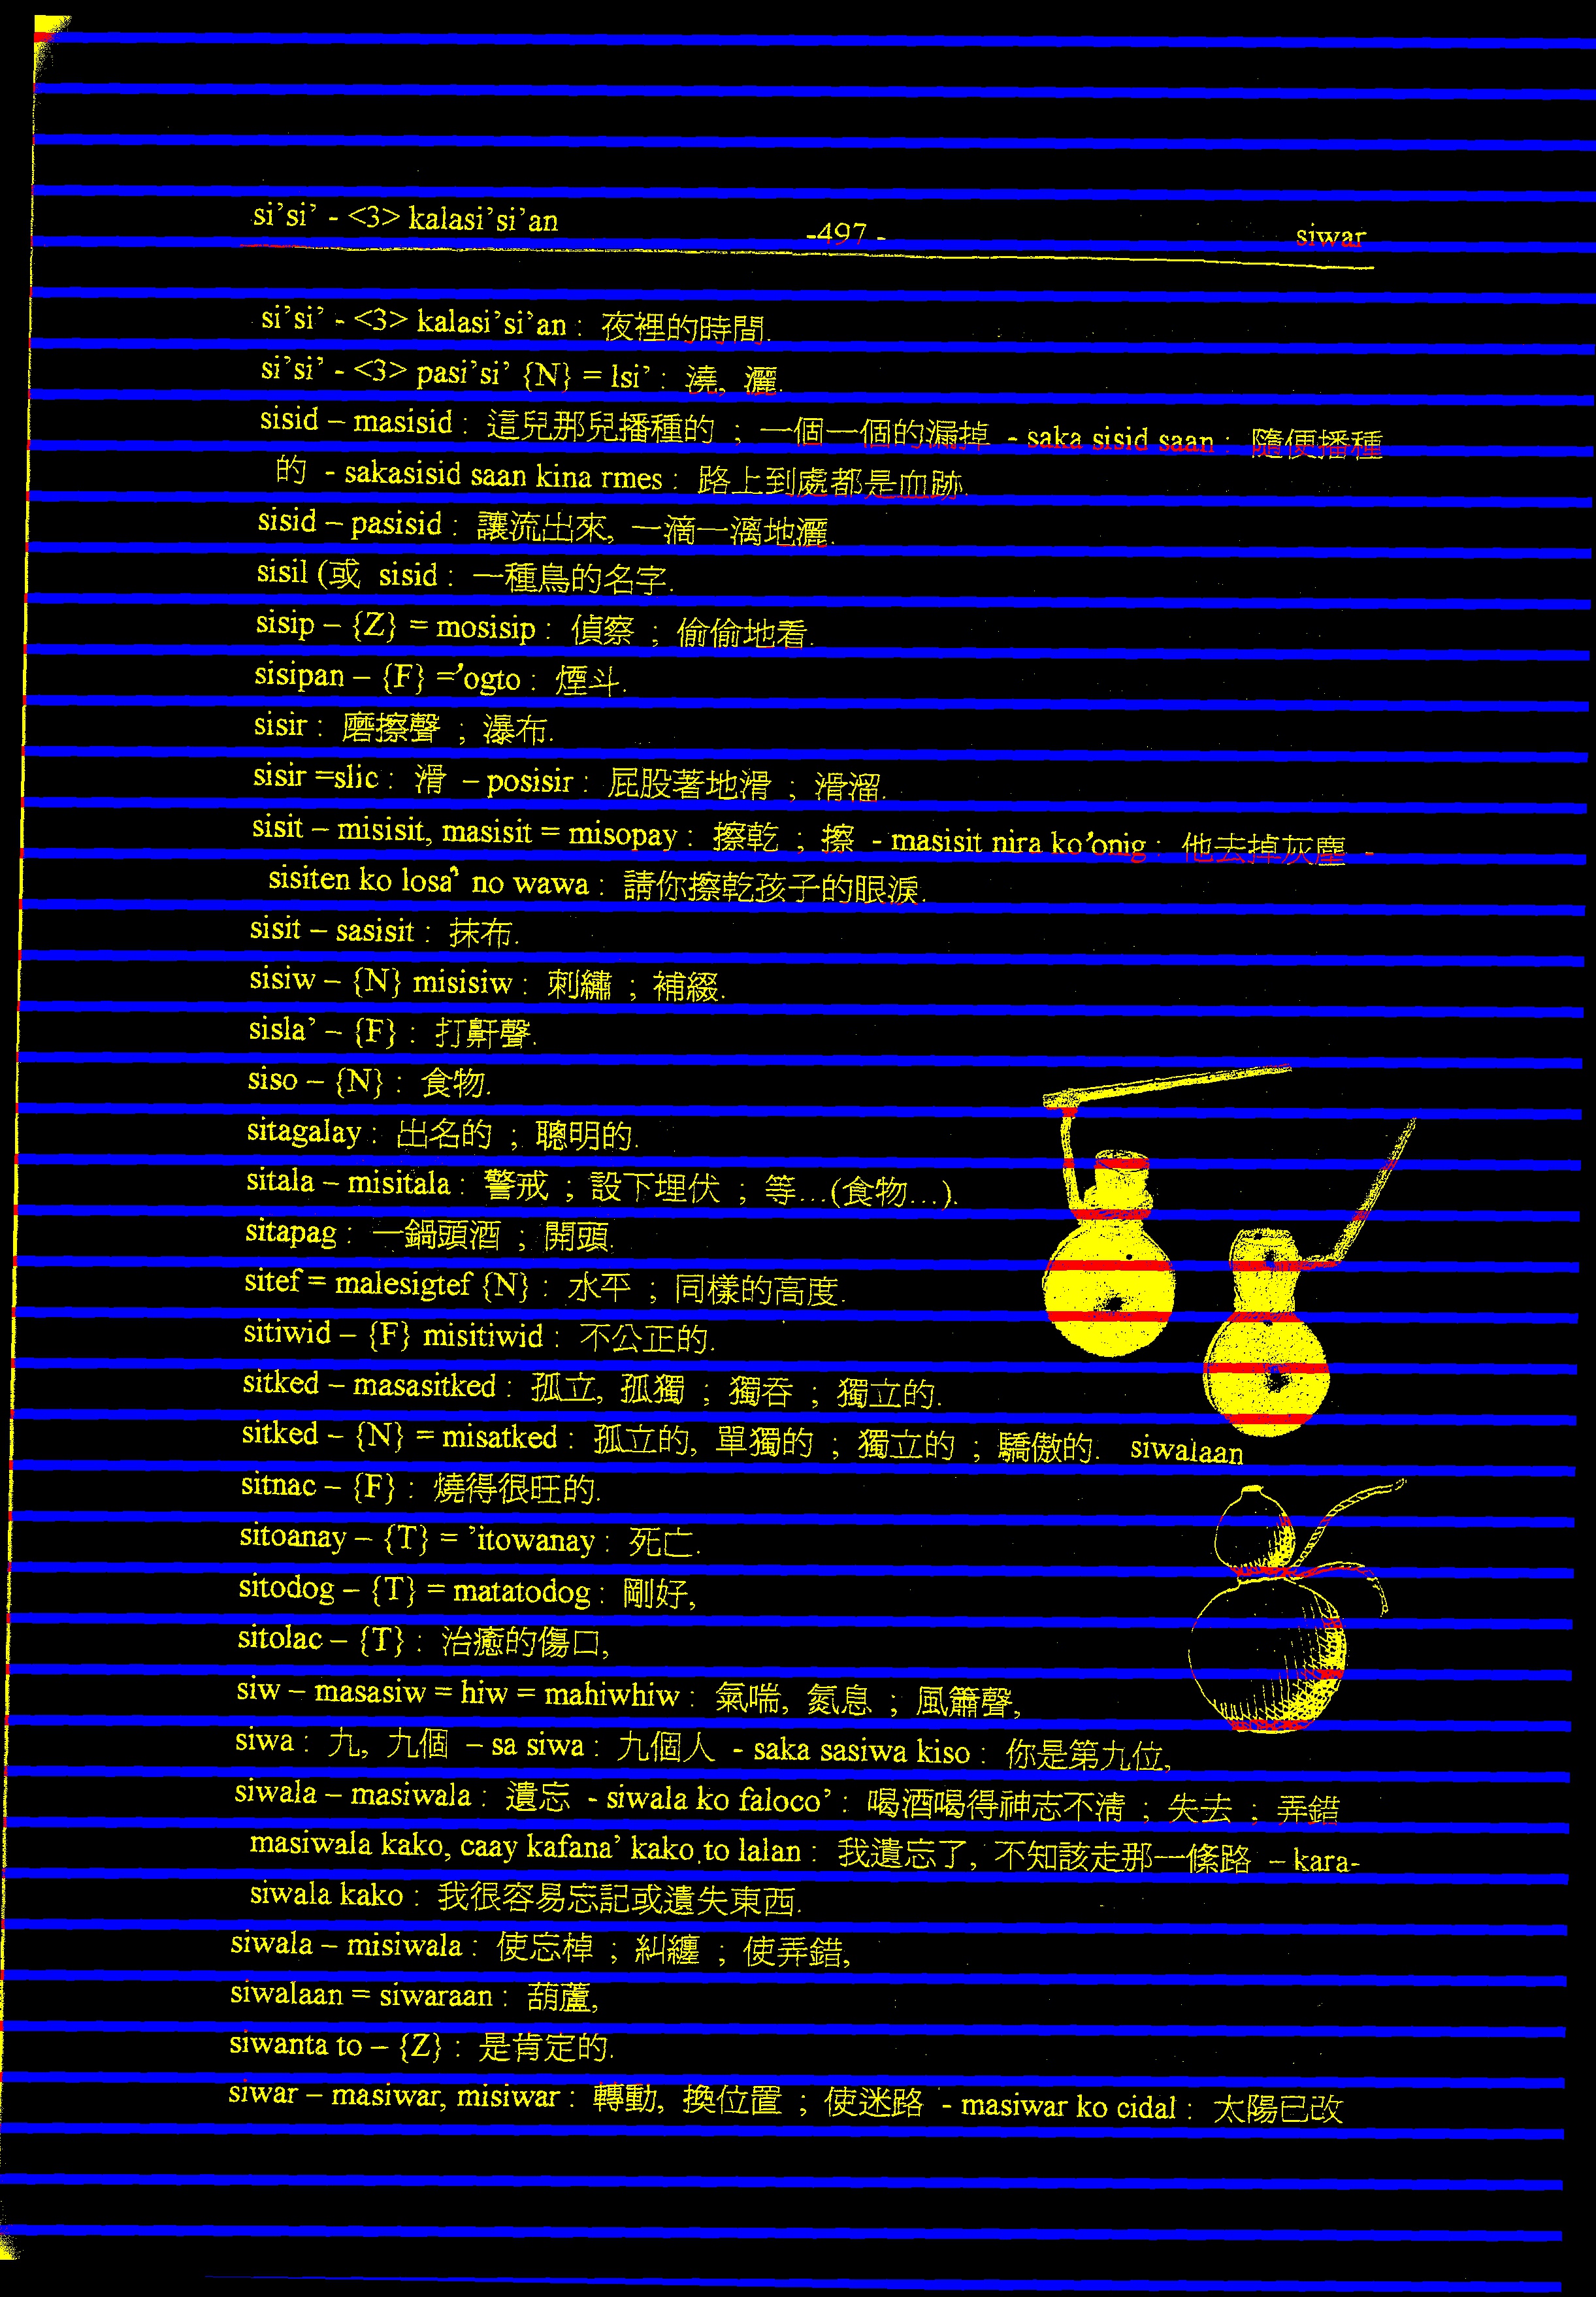 si’si’ - <3> kalasi’si’an -497 - siwar
si’si’ - <3> kalasi’si’an : 夜裡的時間.
si’si’ - <3> pasi’si’ {N} = lsi’ : 澆, 灑.
sisid – masisid : 這兒那兒播種的 ; 一個一個的漏掉 - saka sisid saan : 隨便播種
的 - sakasisid saan kina rmes : 路上到處都是血跡.
sisid – pasisid : 讓流出來, 一滴一漓地灑.
sisil (或 sisid : 一種鳥的名字.
sisip – {Z} = mosisip : 偵察 ; 偷偷地看.
sisipan – {F} =’ogto : 煙斗.
sisir : 磨擦聲 ; 瀑布.
sisir =slic : 滑 – posisir : 屁股著地滑 ; 滑溜.
sisit – misisit, masisit = misopay : 擦乾 ; 擦 - masisit nira ko’onig : 他去掉灰塵 -
sisiten ko losa^ no wawa : 請你擦乾孩子的眼淚.
sisit – sasisit : 抹布.
sisiw – {N} misisiw : 刺繡 ; 補綴.
sisla’ – {F} : 打鼾聲.
siso – {N} : 食物.
sitagalay : 出名的 ; 聰明的.
sitala – misitala : 警戒 ; 設下埋伏 ; 等...(食物...).
sitapag : 一鍋頭酒 ; 開頭.
sitef = malesigtef {N} : 水平 ; 同樣的高度.
sitiwid – {F} misitiwid : 不公正的.
sitked – masasitked : 孤立, 孤獨 ; 獨吞 ; 獨立的.
sitked – {N} = misatked : 孤立的, 單獨的 ; 獨立的 ; 驕傲的. siwalaan
sitnac – {F} : 燒得很旺的.
sitoanay – {T} = ’itowanay : 死亡.
sitodog – {T} = matatodog : 剛好,
sitolac – {T} : 治癒的傷口,
siw – masasiw = hiw = mahiwhiw : 氣喘, 氮息 ; 風簫聲,
siwa : 九, 九個 – sa siwa : 九個人 - saka sasiwa kiso : 你是第九位,
siwala – masiwala : 遺忘 - siwala ko faloco’ : 喝酒喝得神志不清 ; 失去 ; 弄錯
masiwala kako, caay kafana’ kako to lalan : 我遺忘了, 不知該走那一條路 – kara-
siwala kako : 我很容易忘記或遺失東西.
siwala – misiwala : 使忘棹 ; 糾纏 ; 使弄錯,
siwalaan = siwaraan : 葫蘆,
siwanta to – {Z} : 是肯定的.
siwar – masiwar, misiwar : 轉動, 換位置 ; 使迷路 - masiwar ko cidal : 太陽已改